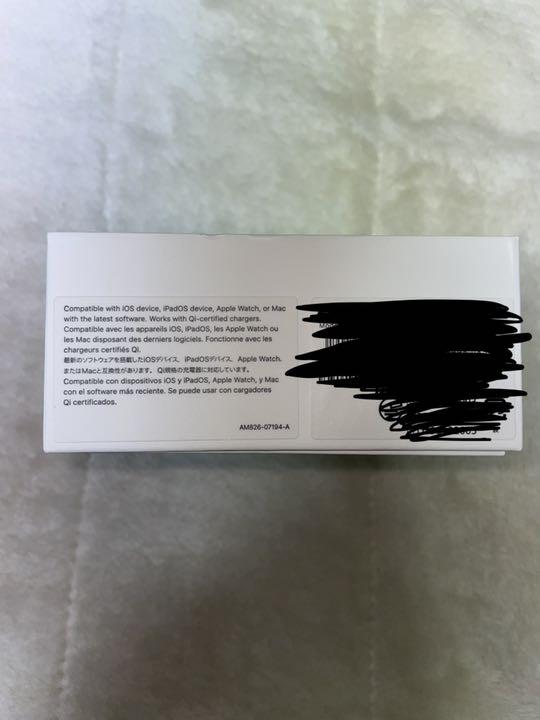 Compatible with iOS device, iPadOS device, Apple Watch, or Mac
with the latest software. Works with Qi-certified chargers.
Compatible avec les appareils iOS, iPadOS, les Apple Watch ou
les Mac disposant des derniers logiciels. Fonctionne avec les
chargeurs certifiés Qi.
最新のソフトウェアを搭載したiOSデバイス、iPadOSデバイス、Apple Watch、
またはMacと互換性があります。Qi規格の充電器に対応しています。
Compatible con dispositivos iOS y iPadOS, Apple Watch, y Mac
con el software más reciente. Se puede usar con cargadores
Qi certificados.
AM826-07194-A